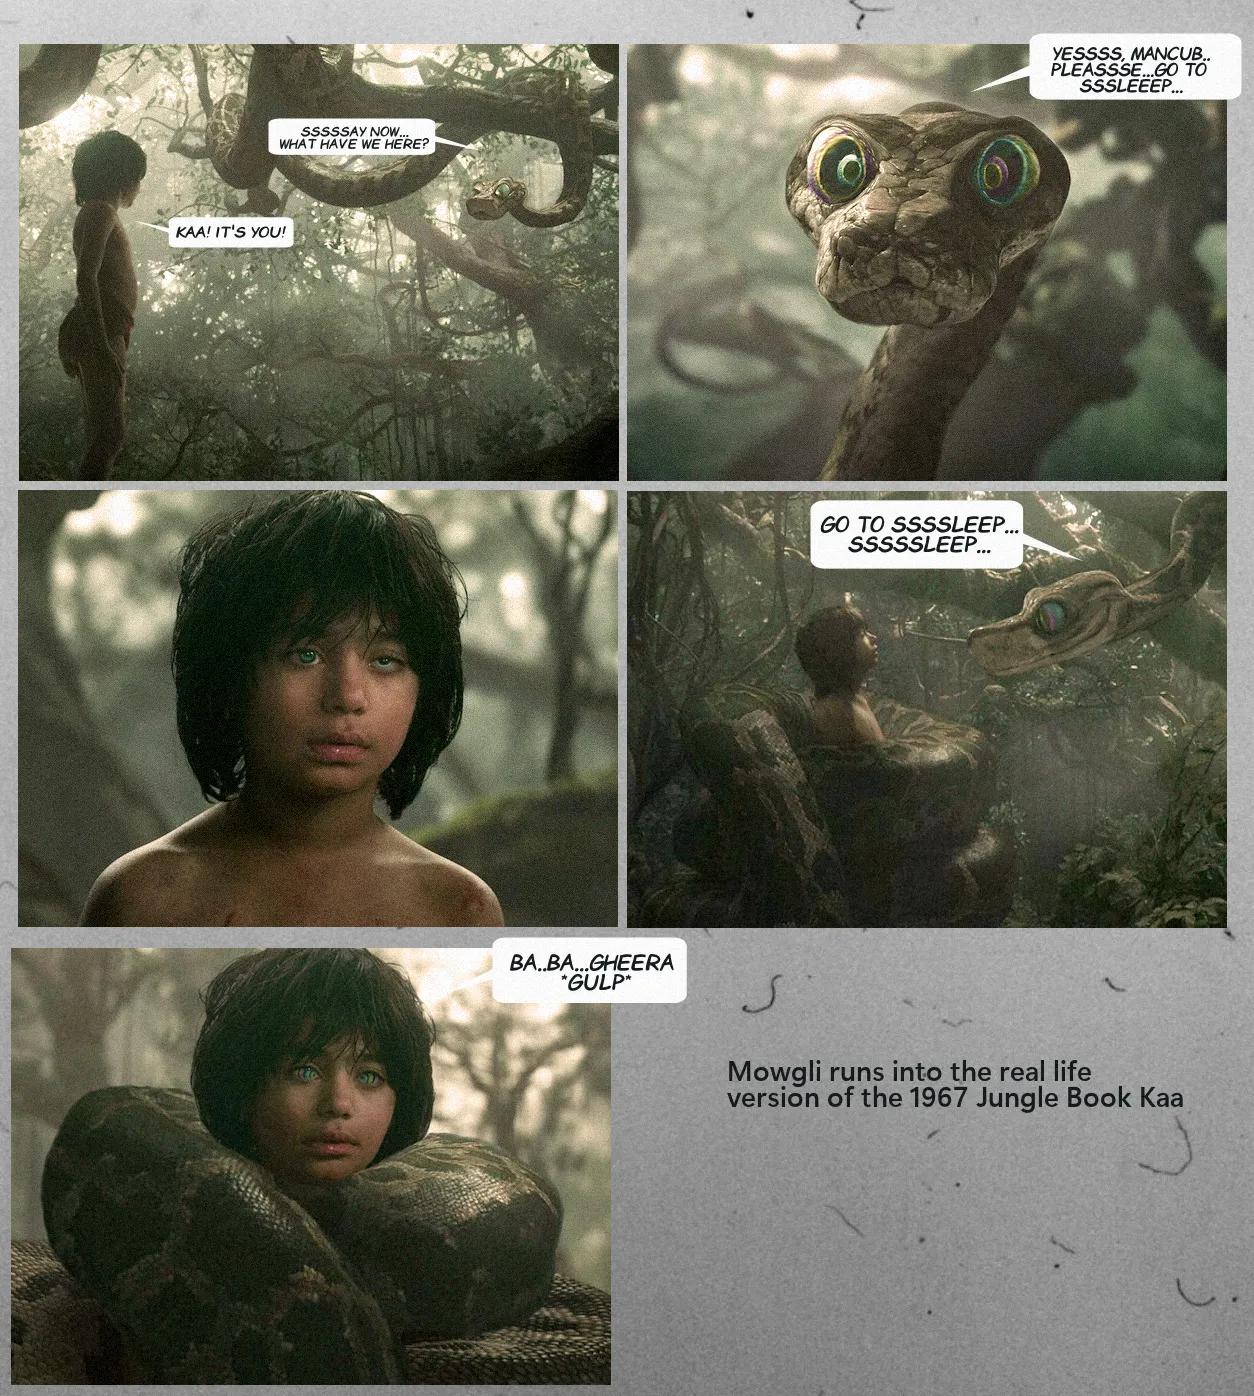 SSSSSAY NOW...
WHAT HAVE WE HERE?
KAA! IT'S YOU!
YESSSS, MANCUB..
PLEASSSE...GO TO
SSSLEEEP...
GO TO SSSSLEEP...
SSSSSLEEP...
BA..BA...GHEERA
*GULP*
Mowgli runs into the real life
version of the 1967 Jungle Book Kaa